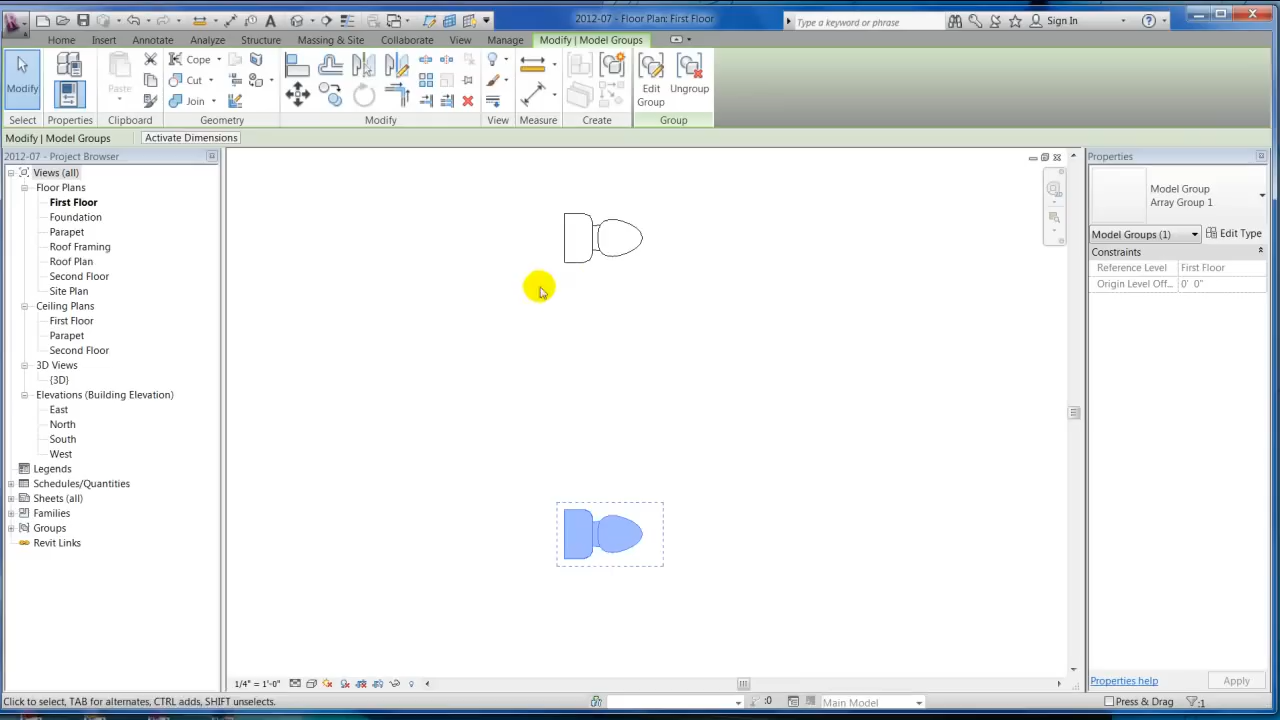 2012-07 - Floor Plan: First Floor
Type a keyword or phrase
Sign In
Home Insert Annotate Analyze Structure Massing & Site Collaborate View Manage Modify | Model Groups
Modify
Cope
Cut
Join
Paste
Edit Group
Ungroup
Select Properties Clipboard Geometry Modify View Measure Create Group
Modify | Model Groups Activate Dimensions
2012-07 - Project Browser
Views (all)
Floor Plans
First Floor
Foundation
Parapet
Roof Framing
Roof Plan
Second Floor
Site Plan
Ceiling Plans
First Floor
Parapet
Second Floor
3D Views
{3D}
Elevations (Building Elevation)
East
North
South
West
Legends
Schedules/Quantities
Sheets (all)
Families
Groups
Revit Links
Properties
Model Group
Array Group 1
Model Groups (1) Edit Type
Constraints
Reference Level First Floor
Origin Level Off... 0' 0"
Properties help Apply
1/4" = 1'-0"
Click to select, TAB for alternates, CTRL adds, SHIFT unselects.
:0
Main Model
Press & Drag
:1